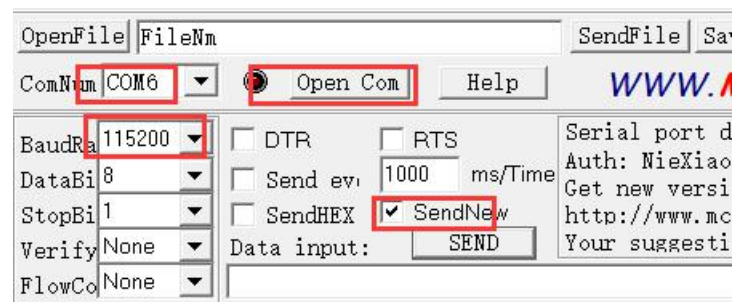 OpenFile FileNm SendFile Sa
ComNum COM6 Open Com Help WWW.
BaudRa 115200 DTR RTS Serial port d
DataBi 8 Send ev 1000 ms/Time Auth: NieXiao
StopBi 1 SendHEX SendNew Get new versi
http://www.mc
Verify None Data input: SEND Your suggesti
FlowCo None